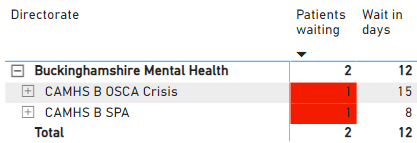 Directorate Patients waiting Wait in days
Buckinghamshire Mental Health 2 12
CAMHS B OSCA Crisis 1 15
CAMHS B SPA 1 8
Total 2 12